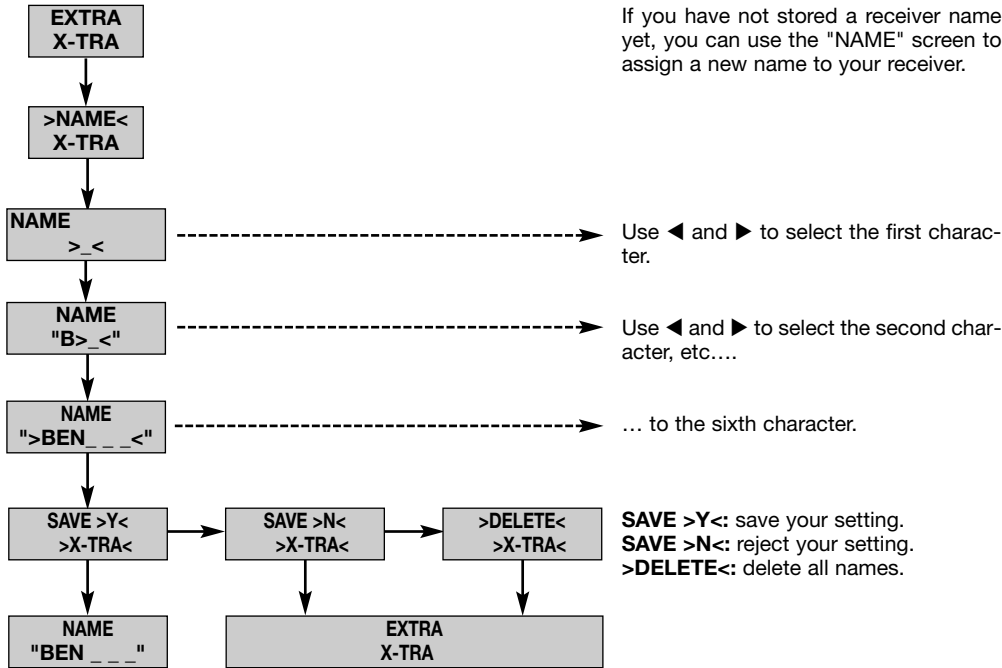 EXTRA
X-TRA
If you have not stored a receiver name
yet, you can use the "NAME" screen to
assign a new name to your receiver.
>NAME<
X-TRA
NAME
>_<
Use ◀ and ▶ to select the first charac-
ter.
NAME
"B>_<"
Use ◀ and ▶ to select the second char-
acter, etc….
NAME
">BEN_ _ _<"
… to the sixth character.
SAVE >Y<
>X-TRA<
SAVE >N<
>X-TRA<
>DELETE<
>X-TRA<
SAVE >Y<: save your setting.
SAVE >N<: reject your setting.
>DELETE<: delete all names.
NAME
"BEN _ _ _"
EXTRA
X-TRA